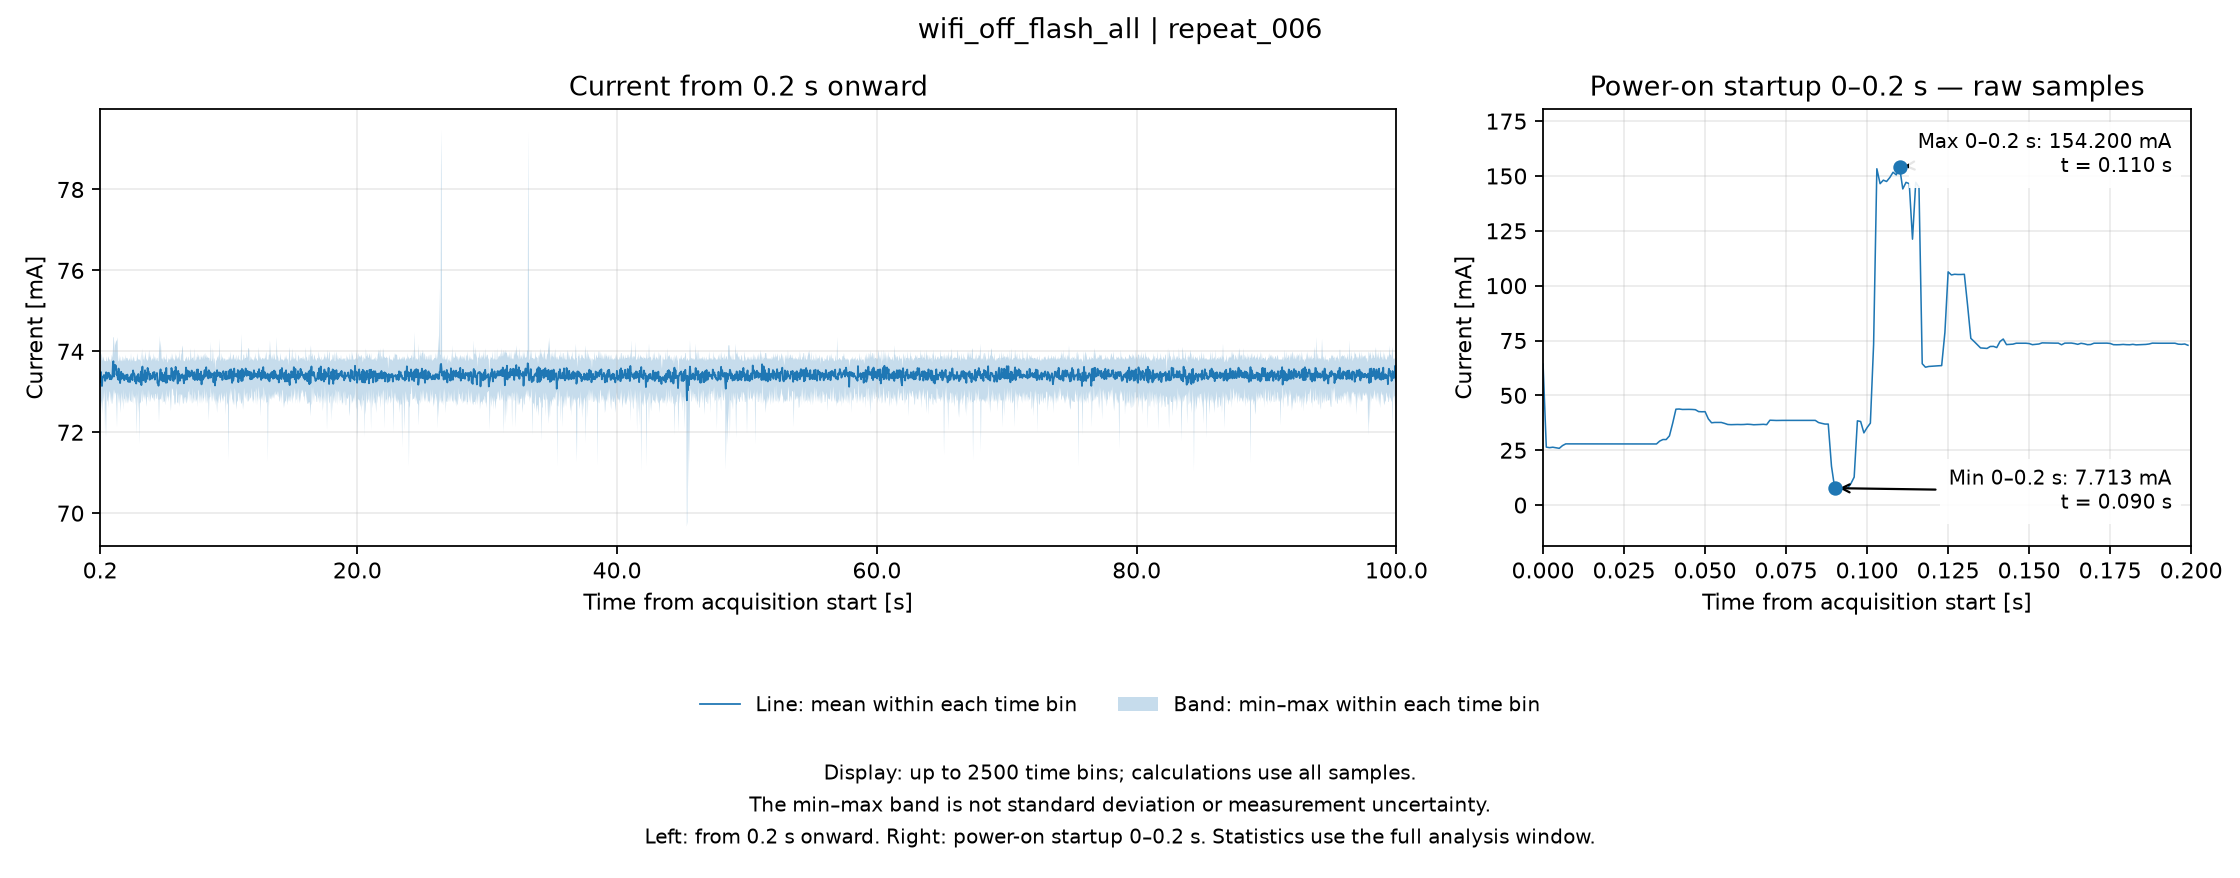 wifi_off_flash_all | repeat_006
Current from 0.2 s onward
Current [mA]
78
76
74
72
70
0.2
20.0
40.0
60.0
80.0
100.0
Time from acquisition start [s]
Power-on startup 0–0.2 s — raw samples
Current [mA]
175
150
125
100
75
50
25
0
Max 0–0.2 s: 154.200 mA
t = 0.110 s
Min 0–0.2 s: 7.713 mA
t = 0.090 s
0.000
0.025
0.050
0.075
0.100
0.125
0.150
0.175
0.200
Time from acquisition start [s]
Line: mean within each time bin
Band: min–max within each time bin
Display: up to 2500 time bins; calculations use all samples.
The min–max band is not standard deviation or measurement uncertainty.
Left: from 0.2 s onward. Right: power-on startup 0–0.2 s. Statistics use the full analysis window.